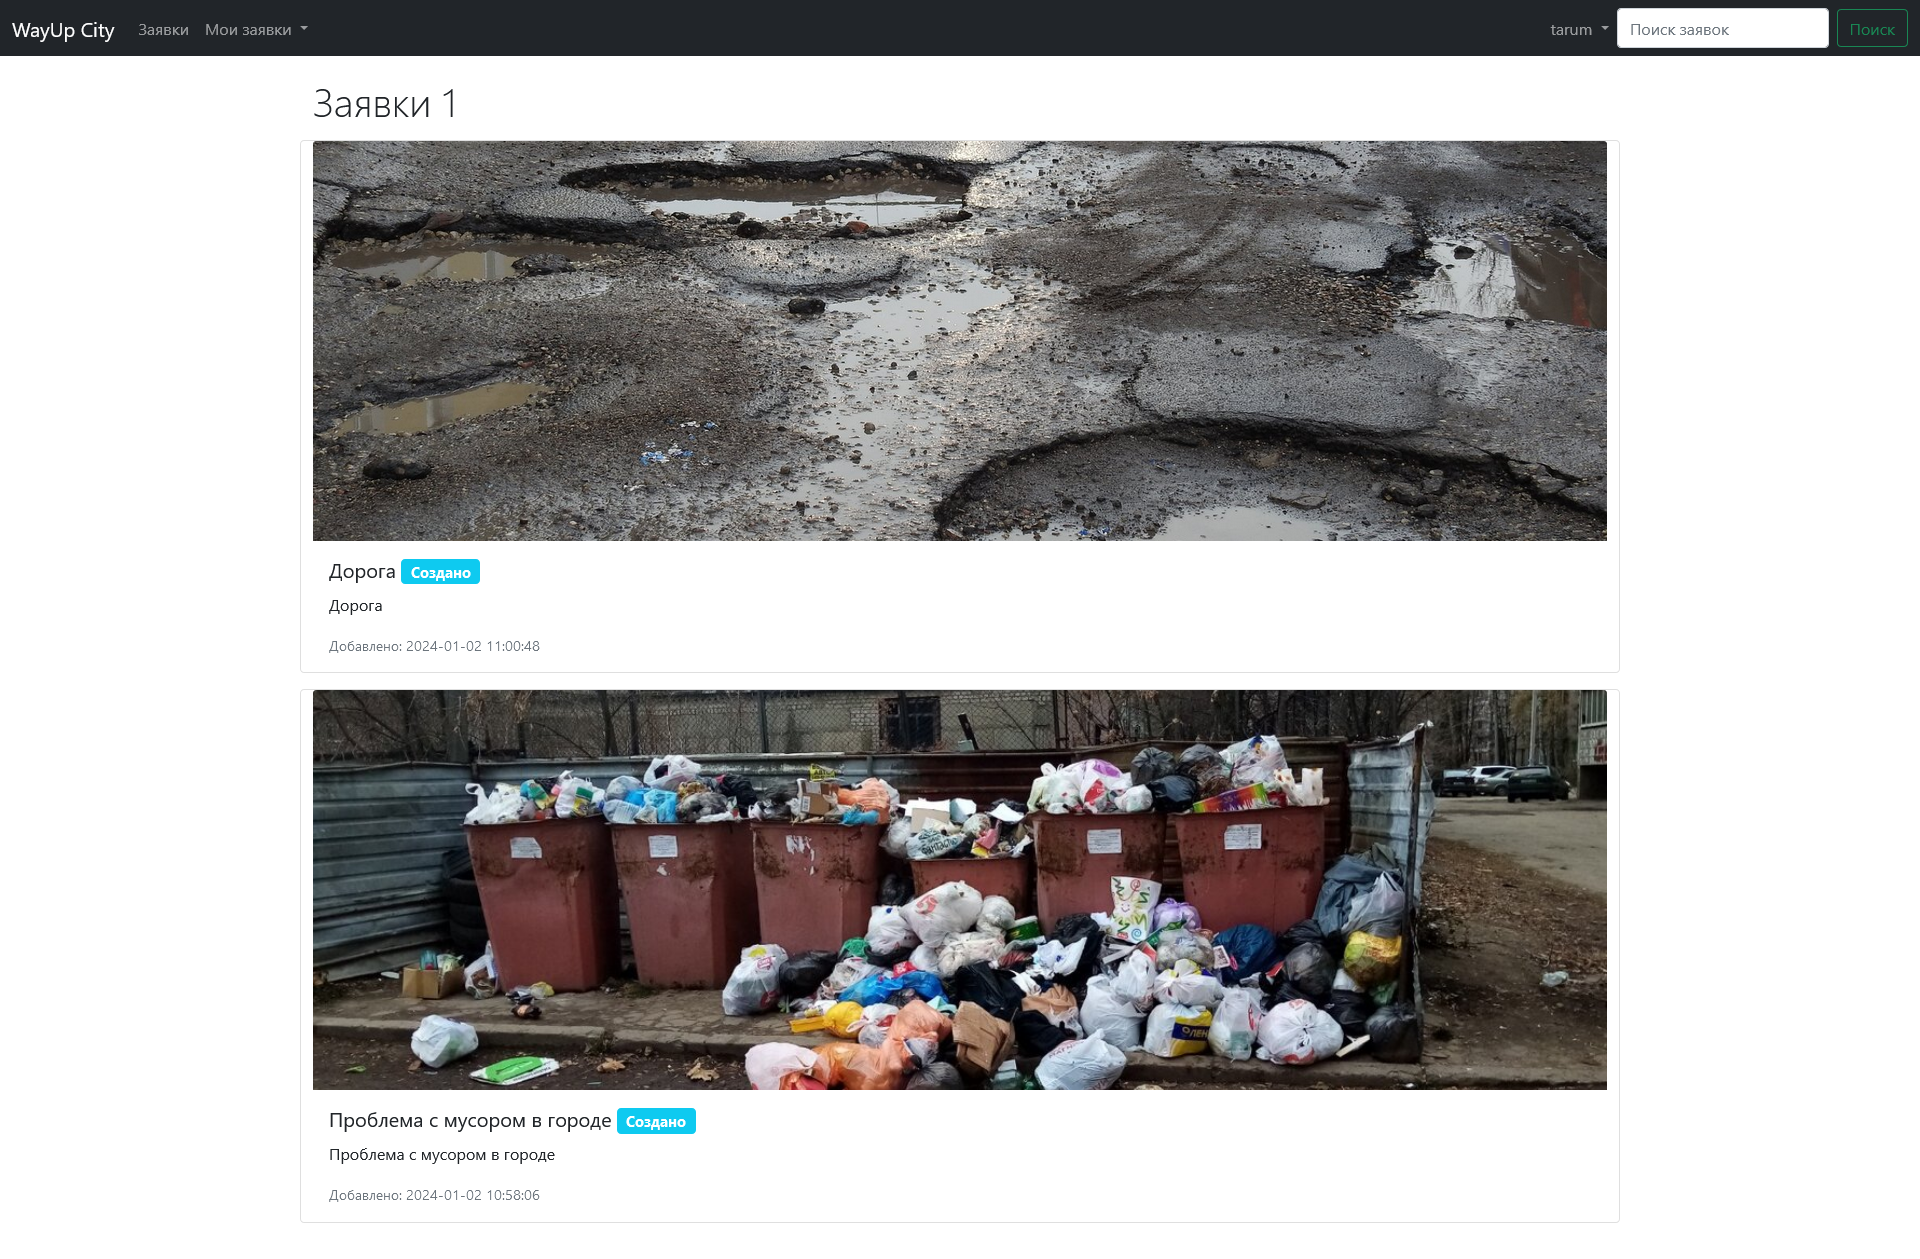 WayUp City Заявки Мои заявки tarum Поиск заявок Поиск
Заявки 1
Дорога Создано
Дорога
Добавлено: 2024-01-02 11:00:48
Проблема с мусором в городе Создано
Проблема с мусором в городе
Добавлено: 2024-01-02 10:58:06